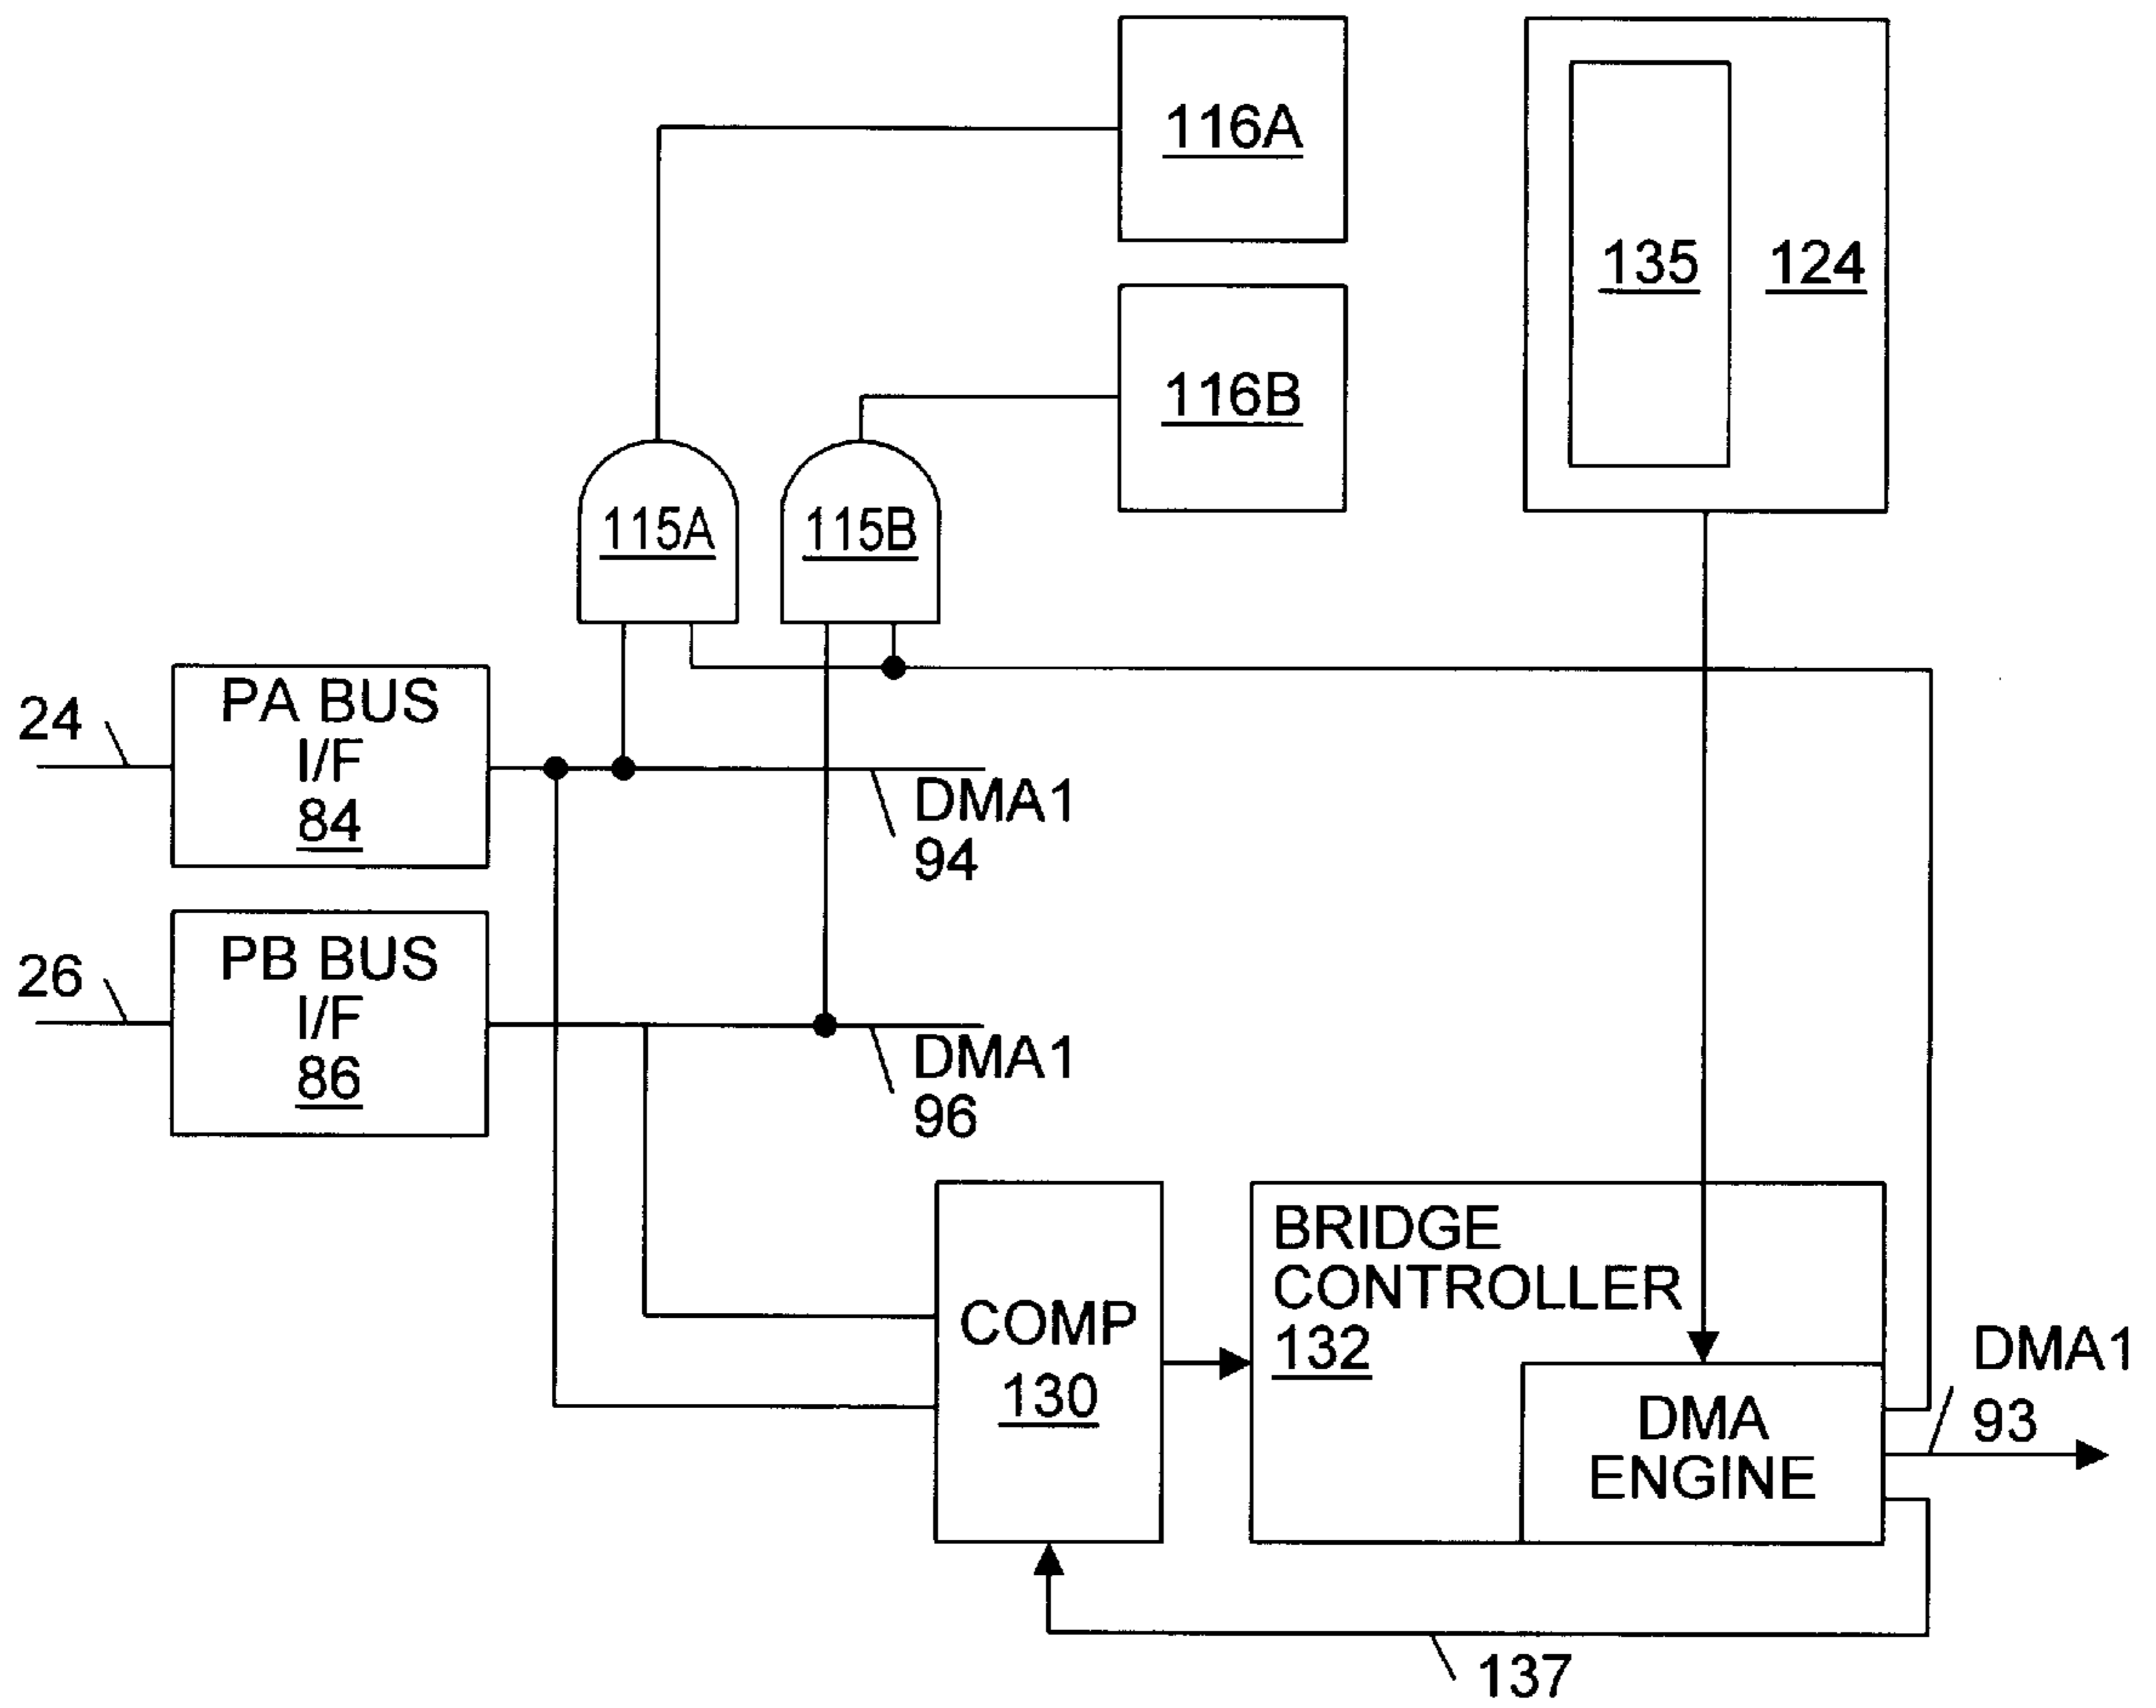 116A
135
124
116B
115A
115B
24
PA BUS
I/F
84
DMA1
94
26
PB BUS
I/F
86
DMA1
96
COMP
130
BRIDGE
CONTROLLER
132
DMA
ENGINE
DMA1
93
137